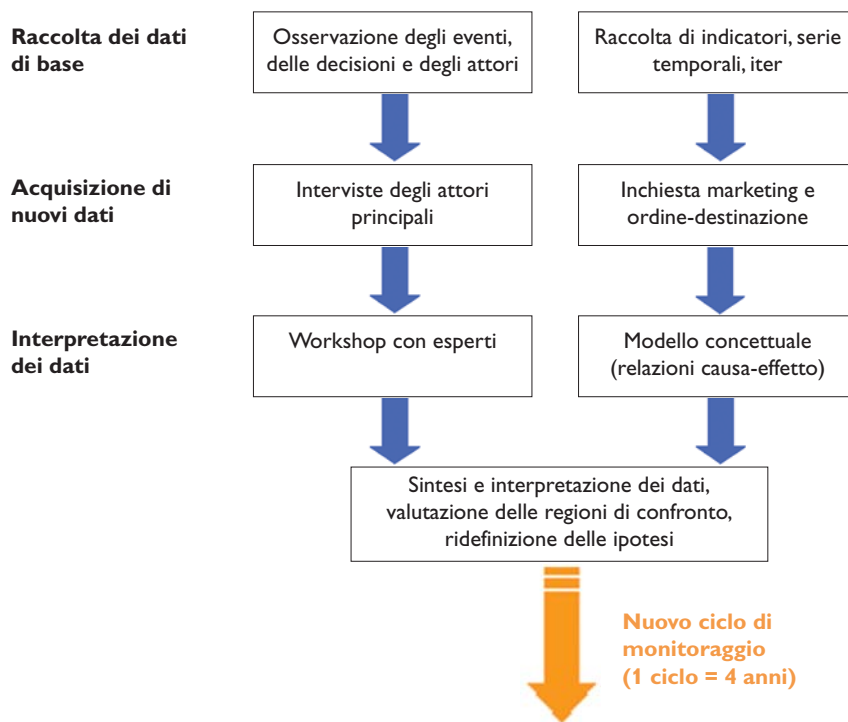 Raccolta dei dati
di base
Osservazione degli eventi,
delle decisioni e degli attori
Raccolta di indicatori, serie
temporali, iter
Acquisizione di
nuovi dati
Interviste degli attori
principali
Inchiesta marketing e
ordine-destinazione
Interpretazione
dei dati
Workshop con esperti
Modello concettuale
(relazioni causa-effetto)
Sintesi e interpretazione dei dati,
valutazione delle regioni di confronto,
ridefinizione delle ipotesi
Nuovo ciclo di
monitoraggio
(1 ciclo = 4 anni)